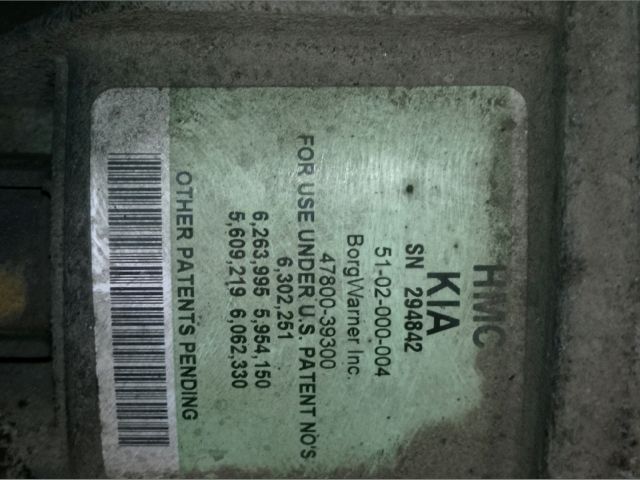 HMC
KIA
SN 294842
51-02-000-004
BorgWarner Inc.
47800-39300
FOR USE UNDER U.S. PATENT NO'S
6,302,251
6,263,995 5,954,150
5,609,219 6,062,330
OTHER PATENTS PENDING